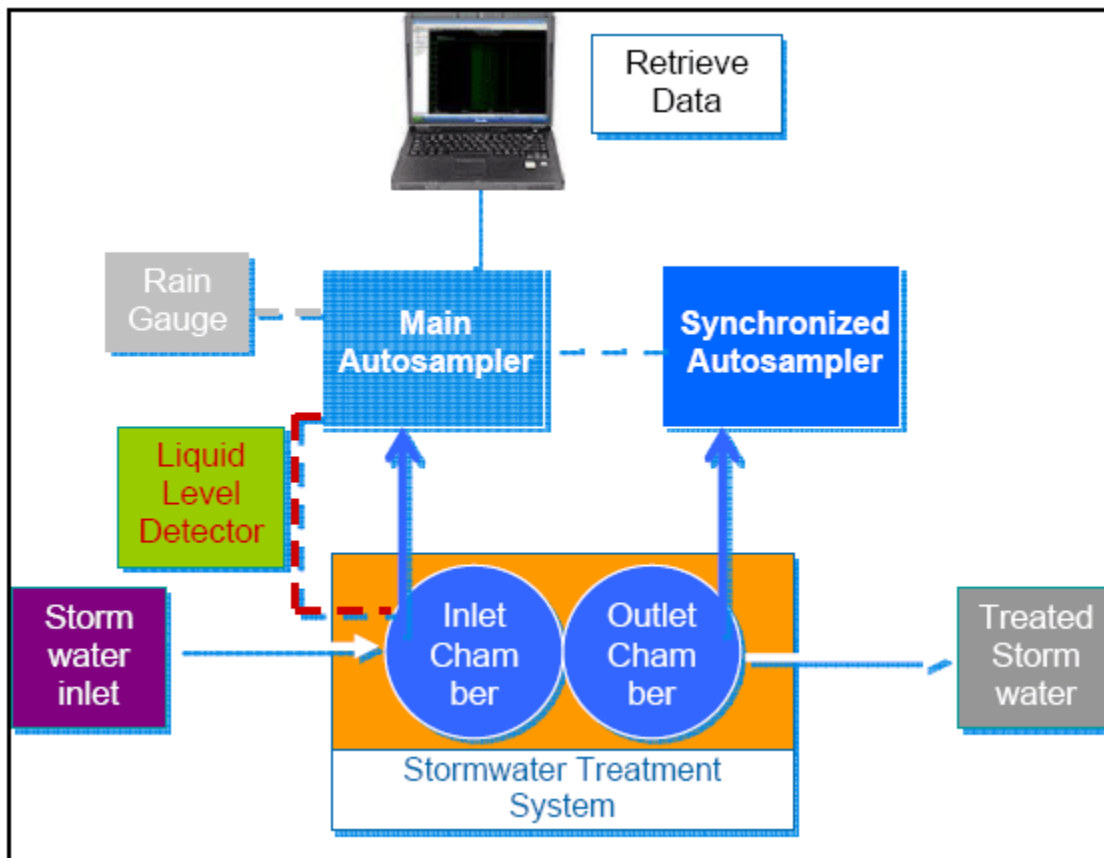 Retrieve
Data
Rain
Gauge
Main
Autosampler
Synchronized
Autosampler
Liquid
Level
Detector
Storm
water
inlet
Inlet
Cham
ber
Outlet
Cham
ber
Treated
Storm
water
Stormwater Treatment
System